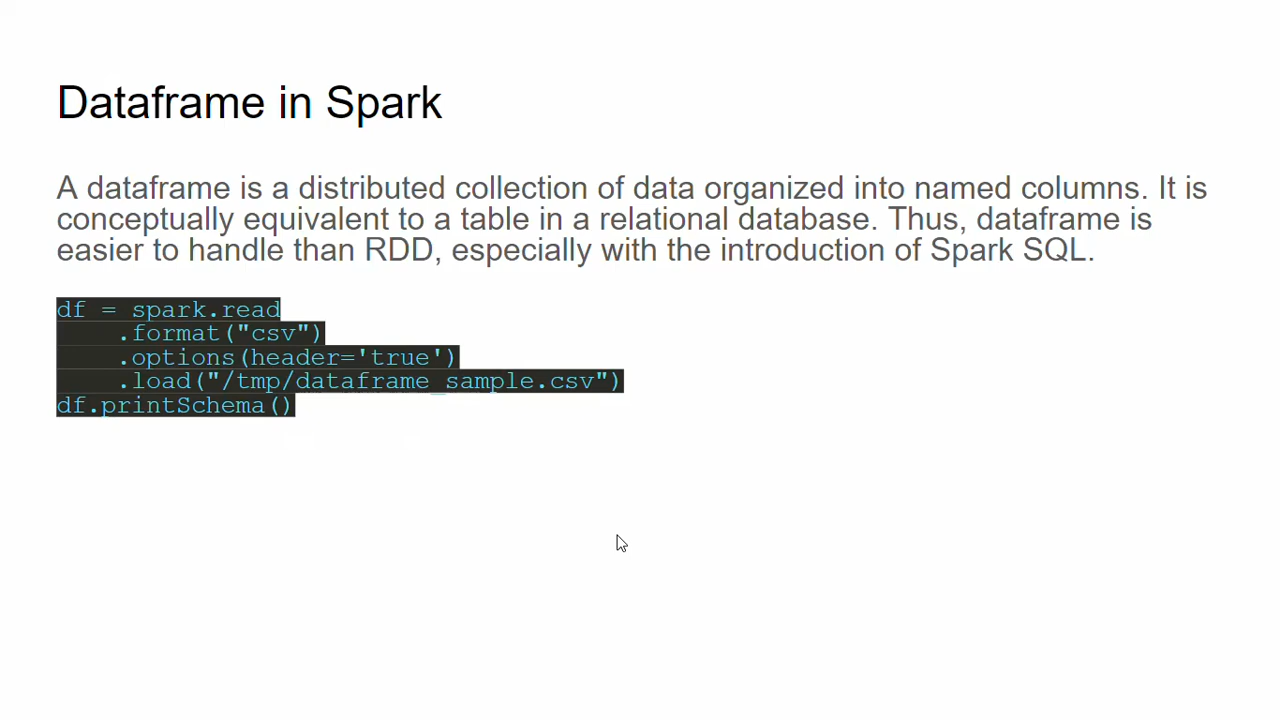 Dataframe in Spark
A dataframe is a distributed collection of data organized into named columns. It is
conceptually equivalent to a table in a relational database. Thus, dataframe is
easier to handle than RDD, especially with the introduction of Spark SQL.
df = spark.read
    .format("csv")
    .options(header='true')
    .load("/tmp/dataframe_sample.csv")
df.printSchema()